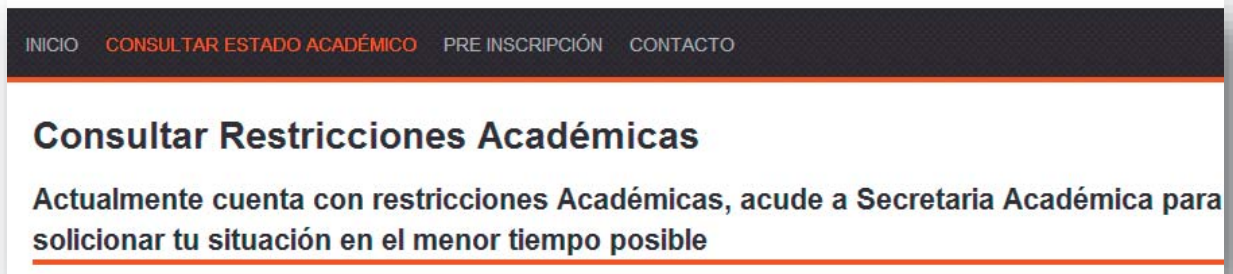 INICIO CONSULTAR ESTADO ACADÉMICO PRE INSCRIPCIÓN CONTACTO
Consultar Restricciones Académicas
Actualmente cuenta con restricciones Académicas, acude a Secretaria Académica para
solicionar tu situación en el menor tiempo posible